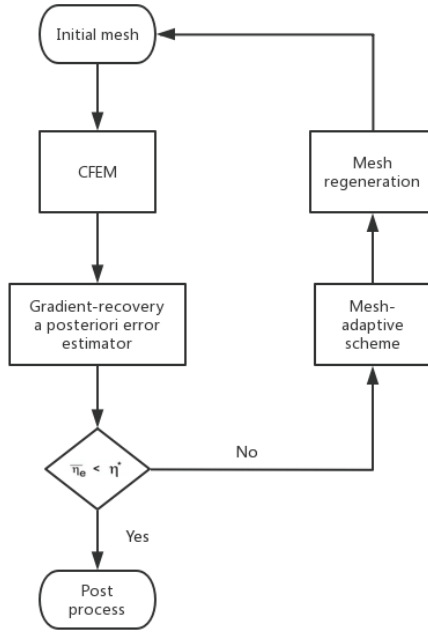 Initial mesh
CFEM
Mesh
regeneration
Gradient-recovery
a posteriori error
estimator
Mesh-
adaptive
scheme
No
η̅ₑ < η*
Yes
Post
process